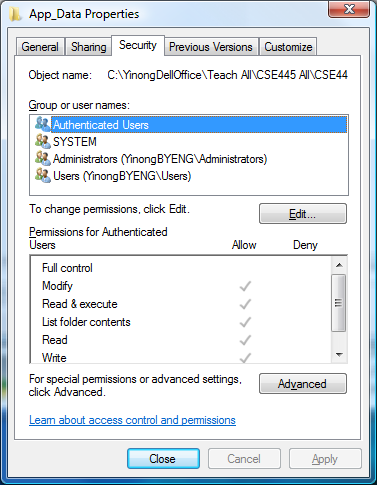 App_Data Properties
General Sharing Security Previous Versions Customize
Object name: C:\YinongDellOffice\Teach All\CSE445 All\CSE44
Group or user names:
Authenticated Users
SYSTEM
Administrators (YinongBYENG\Administrators)
Users (YinongBYENG\Users)
To change permissions, click Edit.
Edit...
Permissions for Authenticated
Users Allow Deny
Full control
Modify
Read & execute
List folder contents
Read
Write
For special permissions or advanced settings,
click Advanced.
Advanced
Learn about access control and permissions
Close Cancel Apply